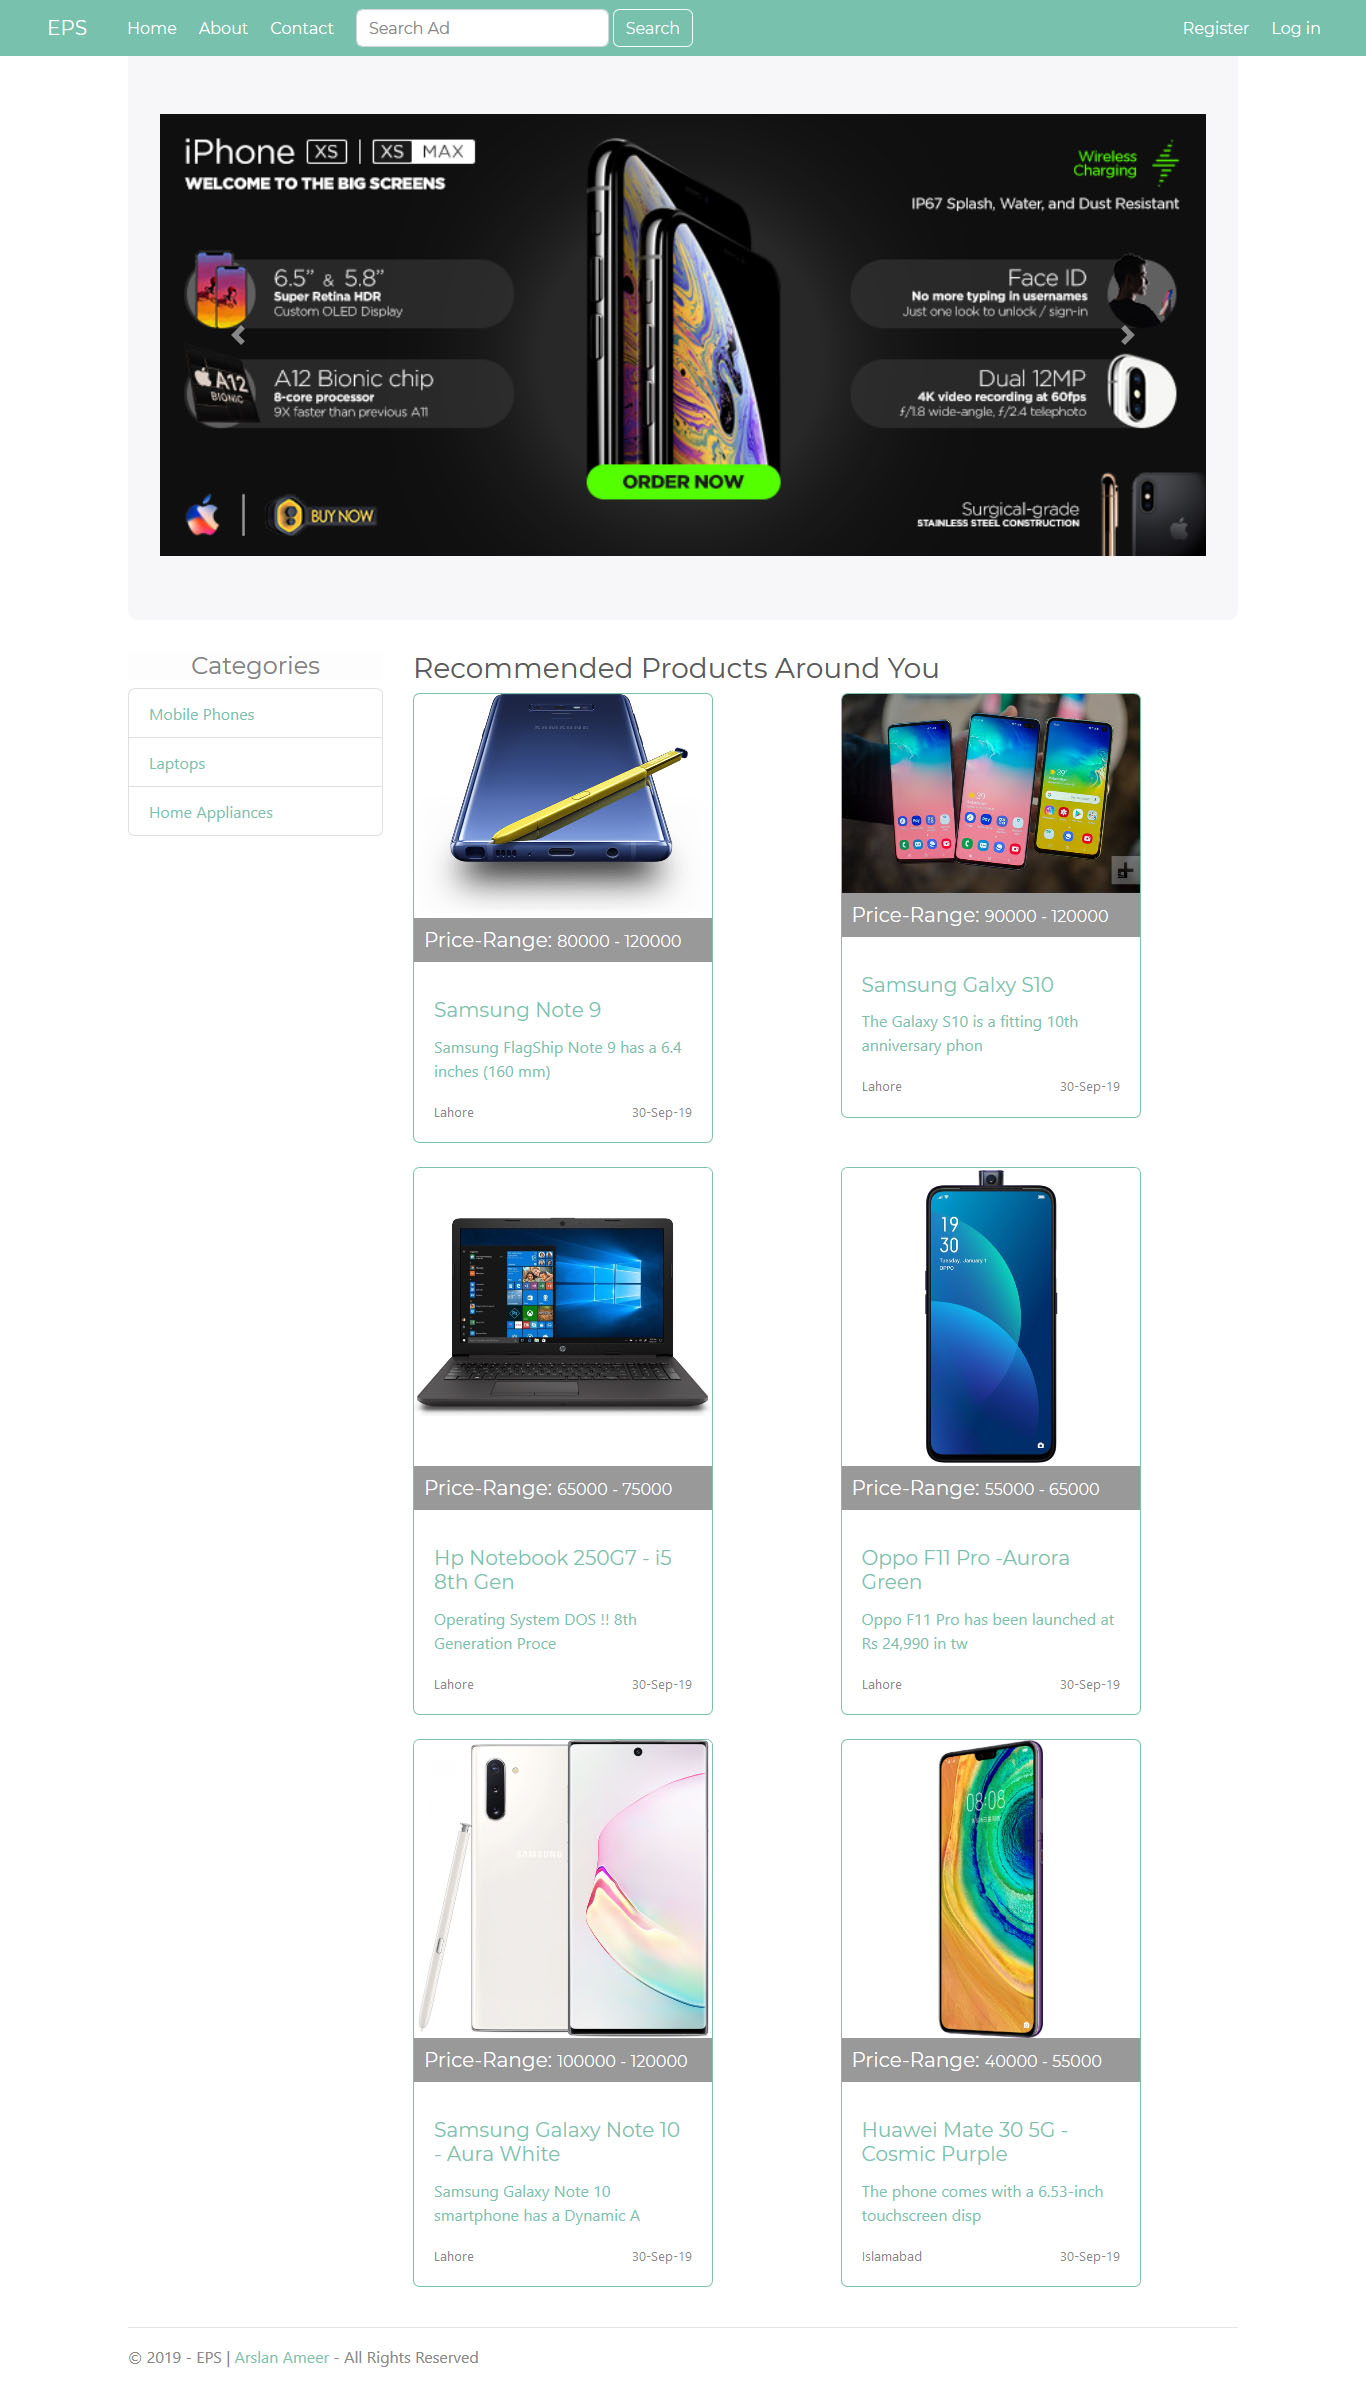 EPS
Home
About
Contact
Search Ad
Search
Register
Log in
iPhone XS | XS MAX
WELCOME TO THE BIG SCREENS
Wireless
Charging
IP67 Splash, Water, and Dust Resistant
6.5” & 5.8”
Super Retina HDR
Custom OLED Display
Face ID
No more typing in usernames
Just one look to unlock / sign-in
A12
BIONIC
A12 Bionic chip
8-core processor
9X faster than previous A11
Dual 12MP
4K video recording at 60fps
ƒ/1.8 wide-angle, ƒ/2.4 telephoto
ORDER NOW
BUY NOW
Surgical-grade
STAINLESS STEEL CONSTRUCTION
Categories
Mobile Phones
Laptops
Home Appliances
Recommended Products Around You
SAMSUNG
Price-Range: 80000 - 120000
Samsung Note 9
Samsung FlagShip Note 9 has a 6.4
inches (160 mm)
Lahore
30-Sep-19
Price-Range: 90000 - 120000
Samsung Galxy S10
The Galaxy S10 is a fitting 10th
anniversary phon
Lahore
30-Sep-19
Price-Range: 65000 - 75000
Hp Notebook 250G7 - i5
8th Gen
Operating System DOS !! 8th
Generation Proce
Lahore
30-Sep-19
19
30
Tuesday, January 1
OPPO
Price-Range: 55000 - 65000
Oppo F11 Pro -Aurora
Green
Oppo F11 Pro has been launched at
Rs 24,990 in tw
Lahore
30-Sep-19
SAMSUNG
Price-Range: 100000 - 120000
Samsung Galaxy Note 10
- Aura White
Samsung Galaxy Note 10
smartphone has a Dynamic A
Lahore
30-Sep-19
08:08
Price-Range: 40000 - 55000
Huawei Mate 30 5G -
Cosmic Purple
The phone comes with a 6.53-inch
touchscreen disp
Islamabad
30-Sep-19
© 2019 - EPS | Arslan Ameer - All Rights Reserved